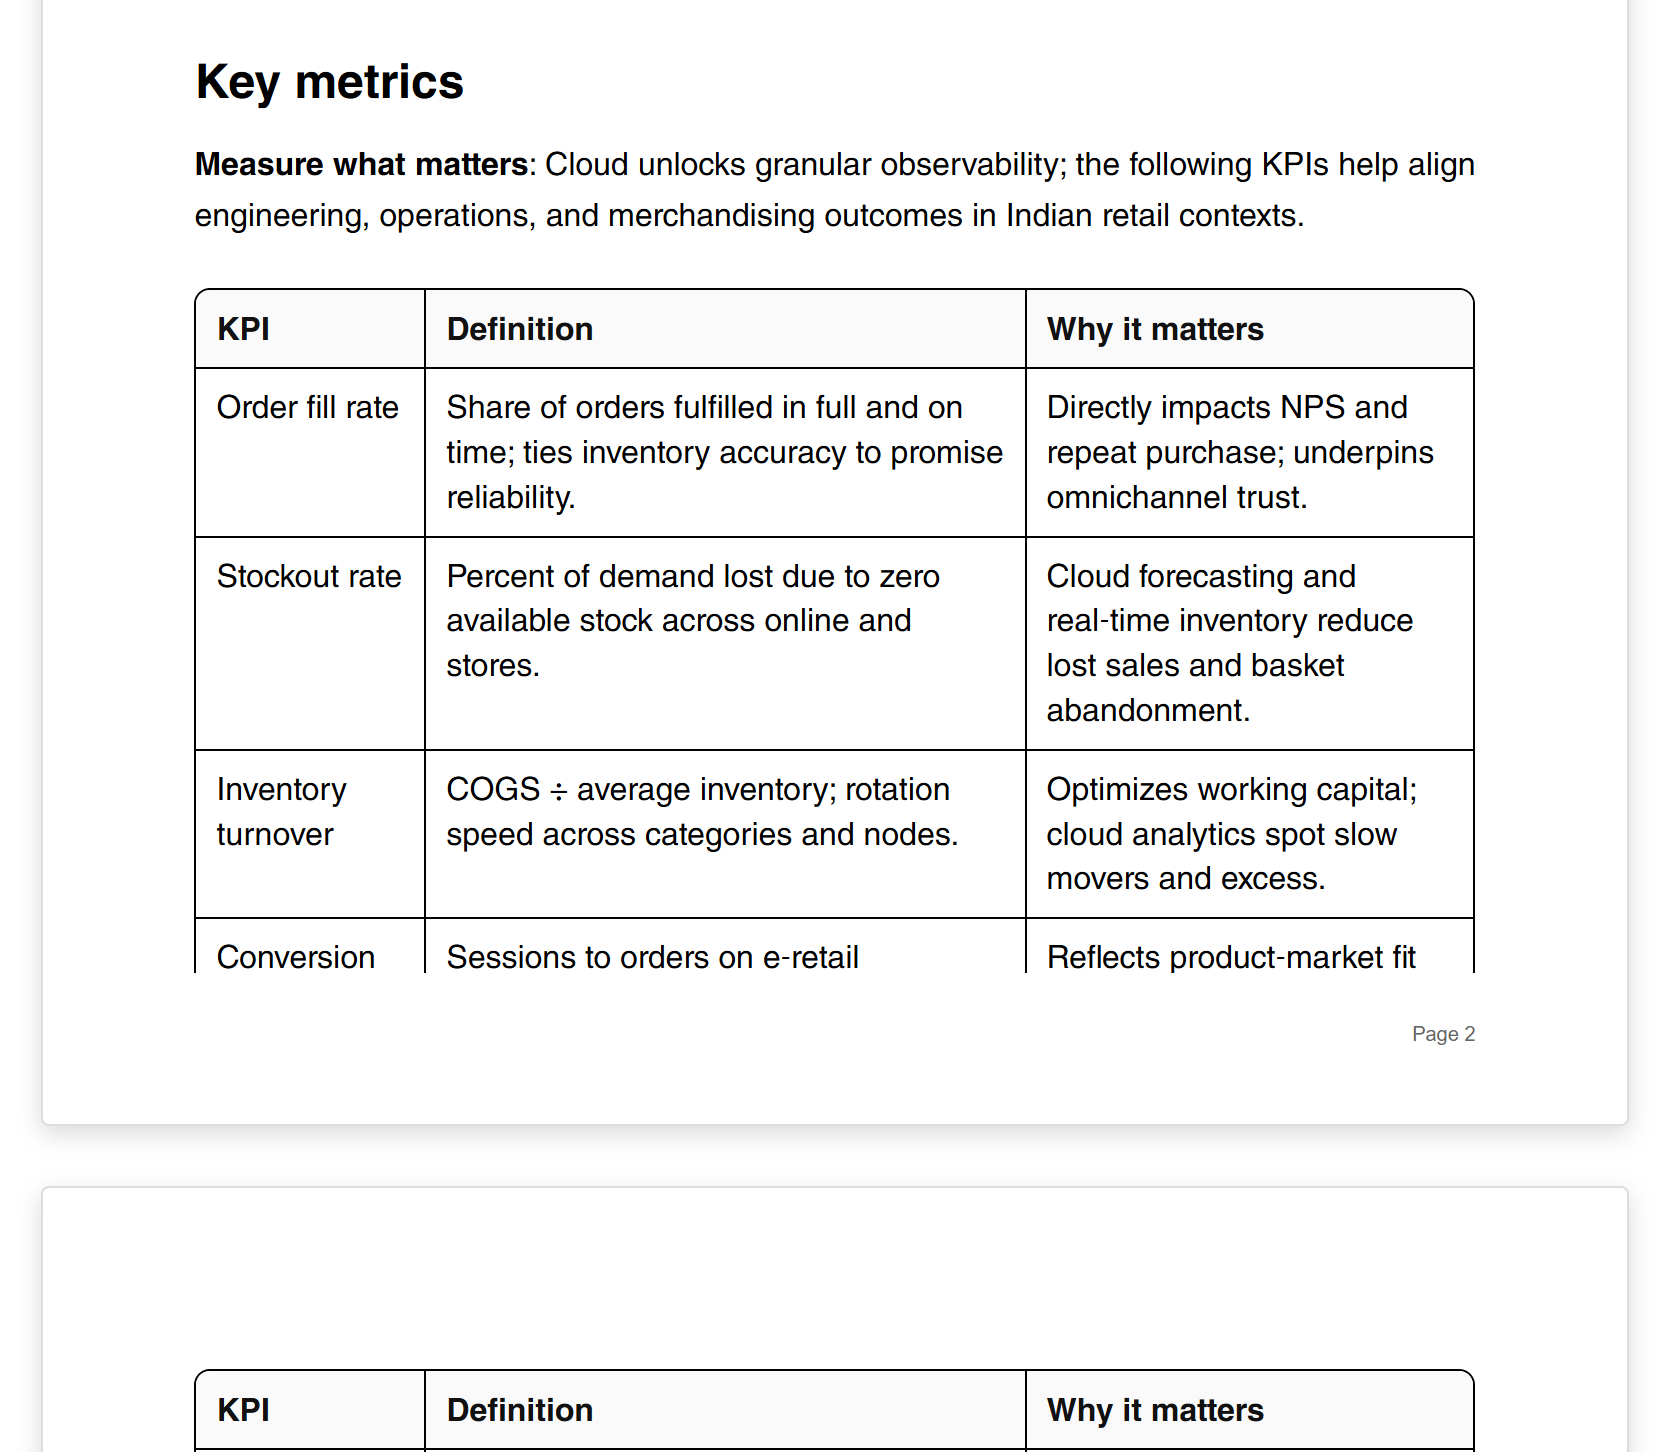 Key metrics
Measure what matters: Cloud unlocks granular observability; the following KPIs help align
engineering, operations, and merchandising outcomes in Indian retail contexts.
KPI
Definition
Why it matters
Order fill rate
Share of orders fulfilled in full and on
time; ties inventory accuracy to promise
reliability.
Directly impacts NPS and
repeat purchase; underpins
omnichannel trust.
Stockout rate
Percent of demand lost due to zero
available stock across online and
stores.
Cloud forecasting and
real-time inventory reduce
lost sales and basket
abandonment.
Inventory
turnover
COGS ÷ average inventory; rotation
speed across categories and nodes.
Optimizes working capital;
cloud analytics spot slow
movers and excess.
Conversion
Sessions to orders on e-retail
Reflects product-market fit
Page 2
KPI
Definition
Why it matters